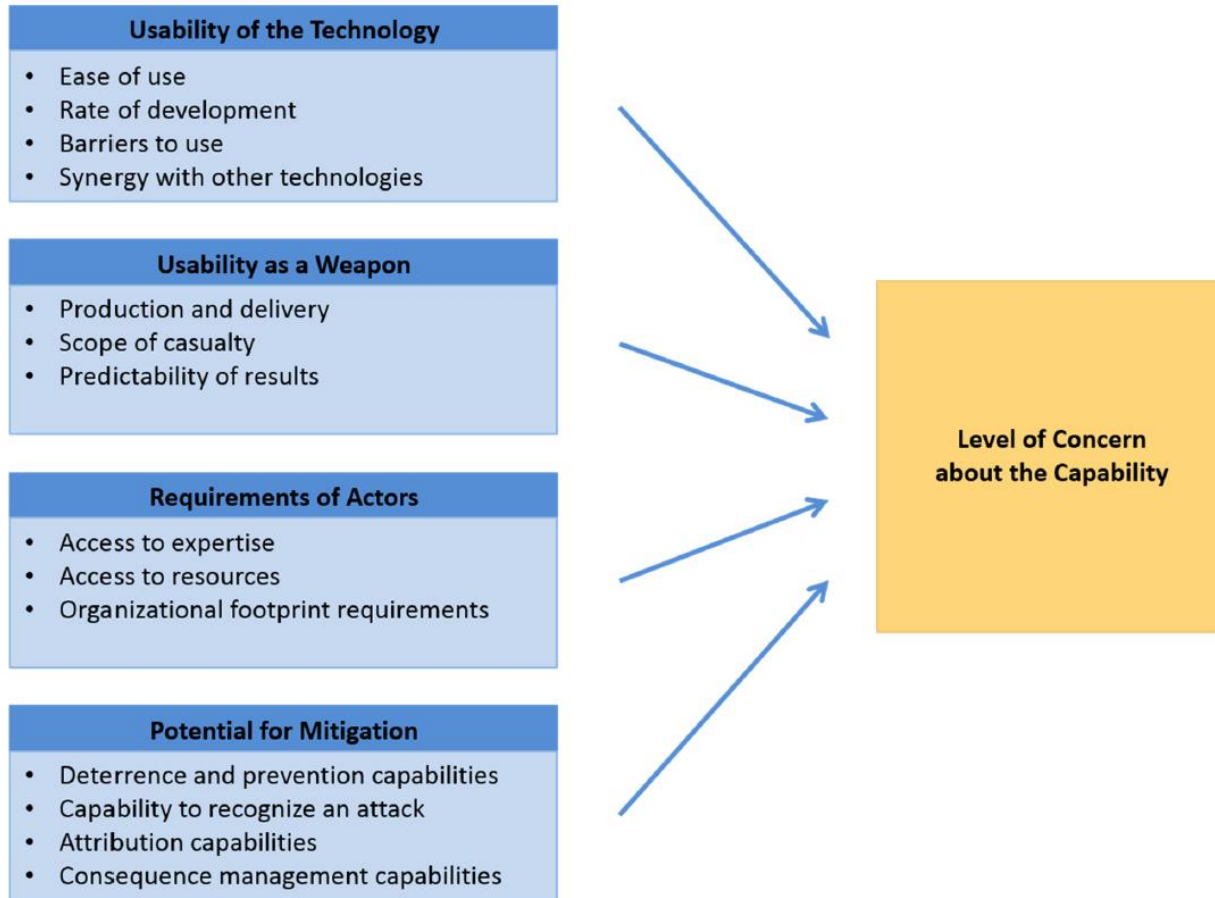 Usability of the Technology
• Ease of use
• Rate of development
• Barriers to use
• Synergy with other technologies
Usability as a Weapon
• Production and delivery
• Scope of casualty
• Predictability of results
Requirements of Actors
• Access to expertise
• Access to resources
• Organizational footprint requirements
Potential for Mitigation
• Deterrence and prevention capabilities
• Capability to recognize an attack
• Attribution capabilities
• Consequence management capabilities
Level of Concern
about the Capability